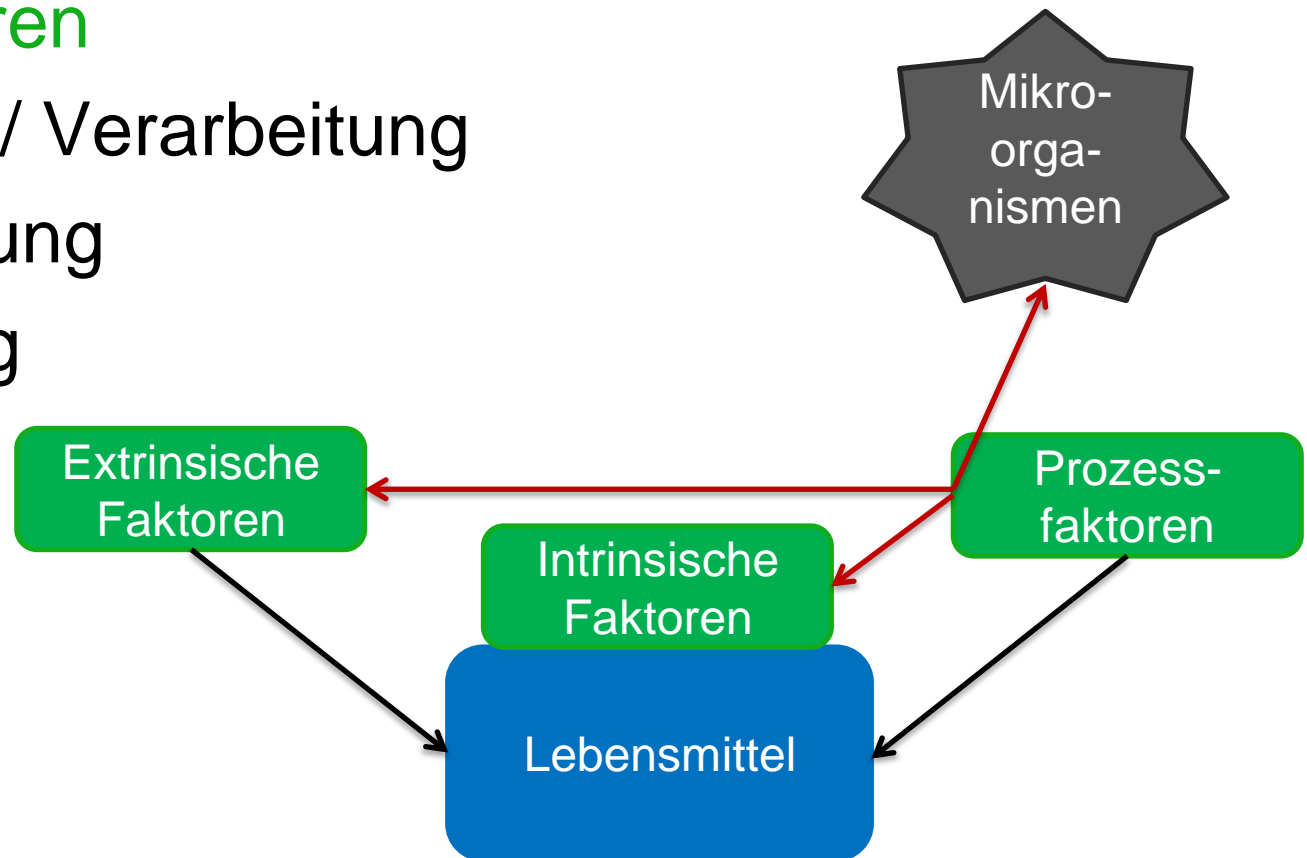 ren
/ Verarbeitung
ung
g
Mikro-
orga-
nismen
Extrinsische
Faktoren
Prozess-
faktoren
Intrinsische
Faktoren
Lebensmittel